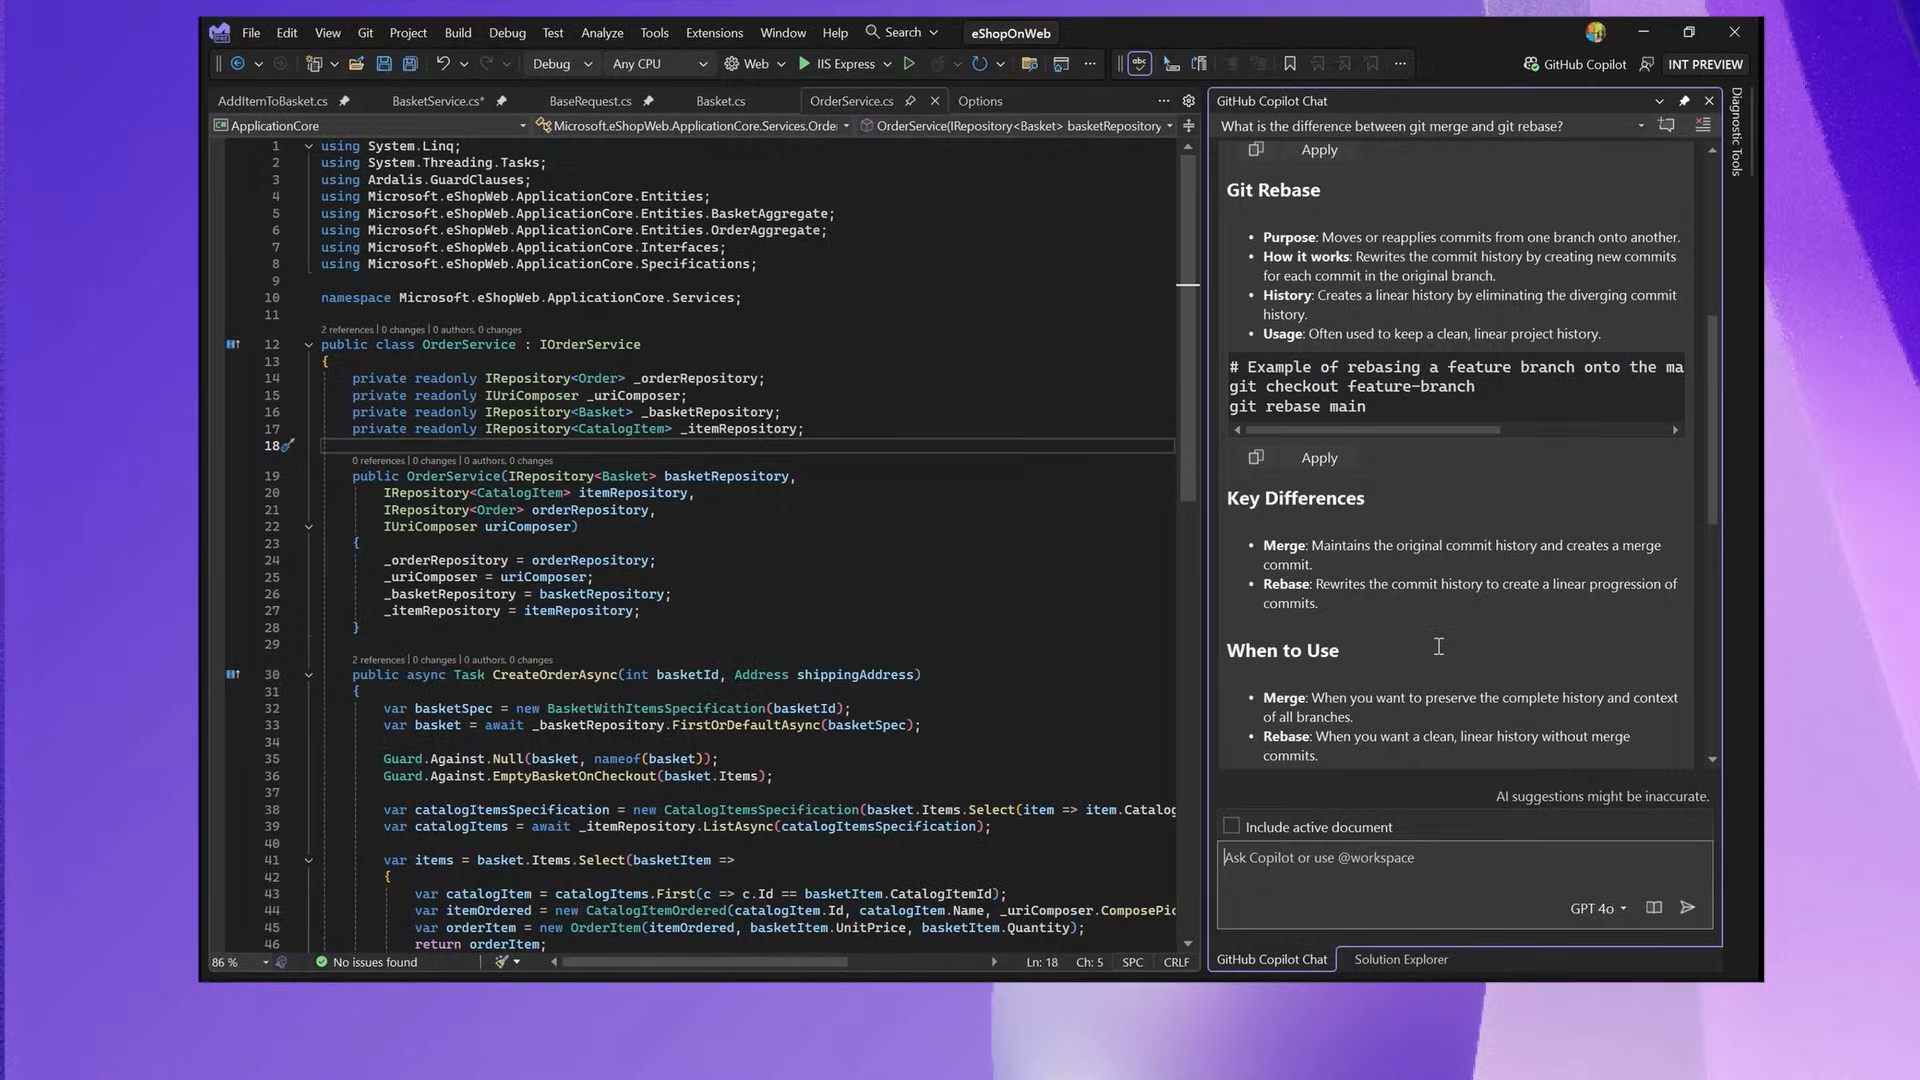 File Edit View Git Project Build Debug Test Analyze Tools Extensions Window Help Search eShopOnWeb
Debug Any CPU Web IIS Express abc GitHub Copilot INT PREVIEW
AddItemToBasket.cs BasketService.cs* BaseRequest.cs Basket.cs OrderService.cs Options
ApplicationCore Microsoft.eShopWeb.ApplicationCore.Services.Orde OrderService(IRepository<Basket> basketRepository
1 using System.Linq;
2 using System.Threading.Tasks;
3 using Ardalis.GuardClauses;
4 using Microsoft.eShopWeb.ApplicationCore.Entities;
5 using Microsoft.eShopWeb.ApplicationCore.Entities.BasketAggregate;
6 using Microsoft.eShopWeb.ApplicationCore.Entities.OrderAggregate;
7 using Microsoft.eShopWeb.ApplicationCore.Interfaces;
8 using Microsoft.eShopWeb.ApplicationCore.Specifications;
9
10 namespace Microsoft.eShopWeb.ApplicationCore.Services;
11
2 references | 0 changes | 0 authors, 0 changes
12 public class OrderService : IOrderService
13 {
14 private readonly IRepository<Order> _orderRepository;
15 private readonly IUriComposer _uriComposer;
16 private readonly IRepository<Basket> _basketRepository;
17 private readonly IRepository<CatalogItem> _itemRepository;
18
0 references | 0 changes | 0 authors, 0 changes
19 public OrderService(IRepository<Basket> basketRepository,
20 IRepository<CatalogItem> itemRepository,
21 IRepository<Order> orderRepository,
22 IUriComposer uriComposer)
23 {
24 _orderRepository = orderRepository;
25 _uriComposer = uriComposer;
26 _basketRepository = basketRepository;
27 _itemRepository = itemRepository;
28 }
29
2 references | 0 changes | 0 authors, 0 changes
30 public async Task CreateOrderAsync(int basketId, Address shippingAddress)
31 {
32 var basketSpec = new BasketWithItemsSpecification(basketId);
33 var basket = await _basketRepository.FirstOrDefaultAsync(basketSpec);
34
35 Guard.Against.Null(basket, nameof(basket));
36 Guard.Against.EmptyBasketOnCheckout(basket.Items);
37
38 var catalogItemsSpecification = new CatalogItemsSpecification(basket.Items.Select(item => item.Catalog
39 var catalogItems = await _itemRepository.ListAsync(catalogItemsSpecification);
40
41 var items = basket.Items.Select(basketItem =>
42 {
43 var catalogItem = catalogItems.First(c => c.Id == basketItem.CatalogItemId);
44 var itemOrdered = new CatalogItemOrdered(catalogItem.Id, catalogItem.Name, _uriComposer.ComposePic
45 var orderItem = new OrderItem(itemOrdered, basketItem.UnitPrice, basketItem.Quantity);
46 return orderItem;
86 % No issues found Ln: 18 Ch: 5 SPC CRLF
GitHub Copilot Chat
What is the difference between git merge and git rebase?
Apply
Git Rebase
• Purpose: Moves or reapplies commits from one branch onto another.
• How it works: Rewrites the commit history by creating new commits
for each commit in the original branch.
• History: Creates a linear history by eliminating the diverging commit
history.
• Usage: Often used to keep a clean, linear project history.
# Example of rebasing a feature branch onto the ma
git checkout feature-branch
git rebase main
Apply
Key Differences
• Merge: Maintains the original commit history and creates a merge
commit.
• Rebase: Rewrites the commit history to create a linear progression of
commits.
When to Use
• Merge: When you want to preserve the complete history and context
of all branches.
• Rebase: When you want a clean, linear history without merge
commits.
AI suggestions might be inaccurate.
Include active document
Ask Copilot or use @workspace
GPT 4o
GitHub Copilot Chat Solution Explorer
Diagnostic Tools